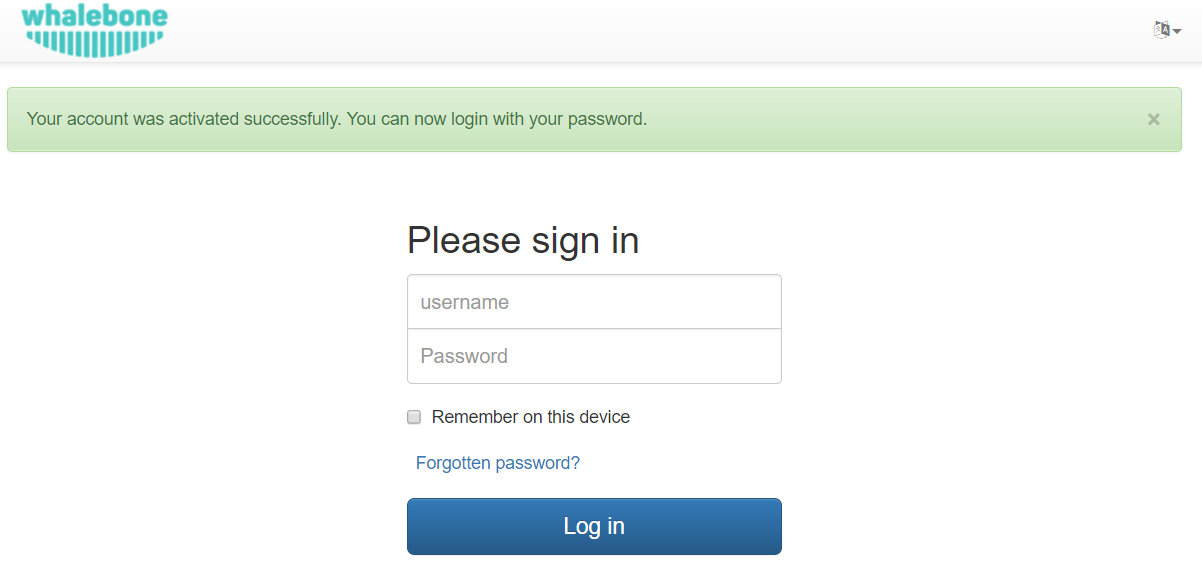 whalebone
A
Your account was activated successfully. You can now login with your password. ×
Please sign in
username
Password
Remember on this device
Forgotten password?
Log in